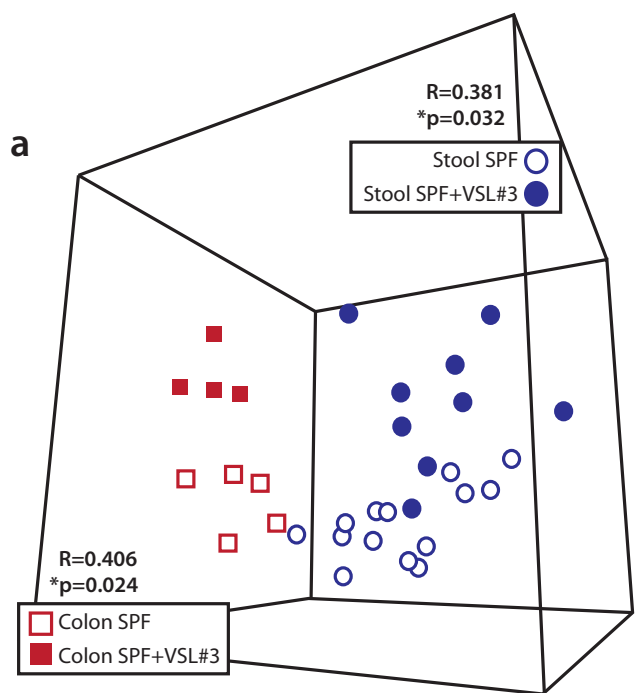 a
R=0.381
*p=0.032
Stool SPF
Stool SPF+VSL#3
R=0.406
*p=0.024
Colon SPF
Colon SPF+VSL#3